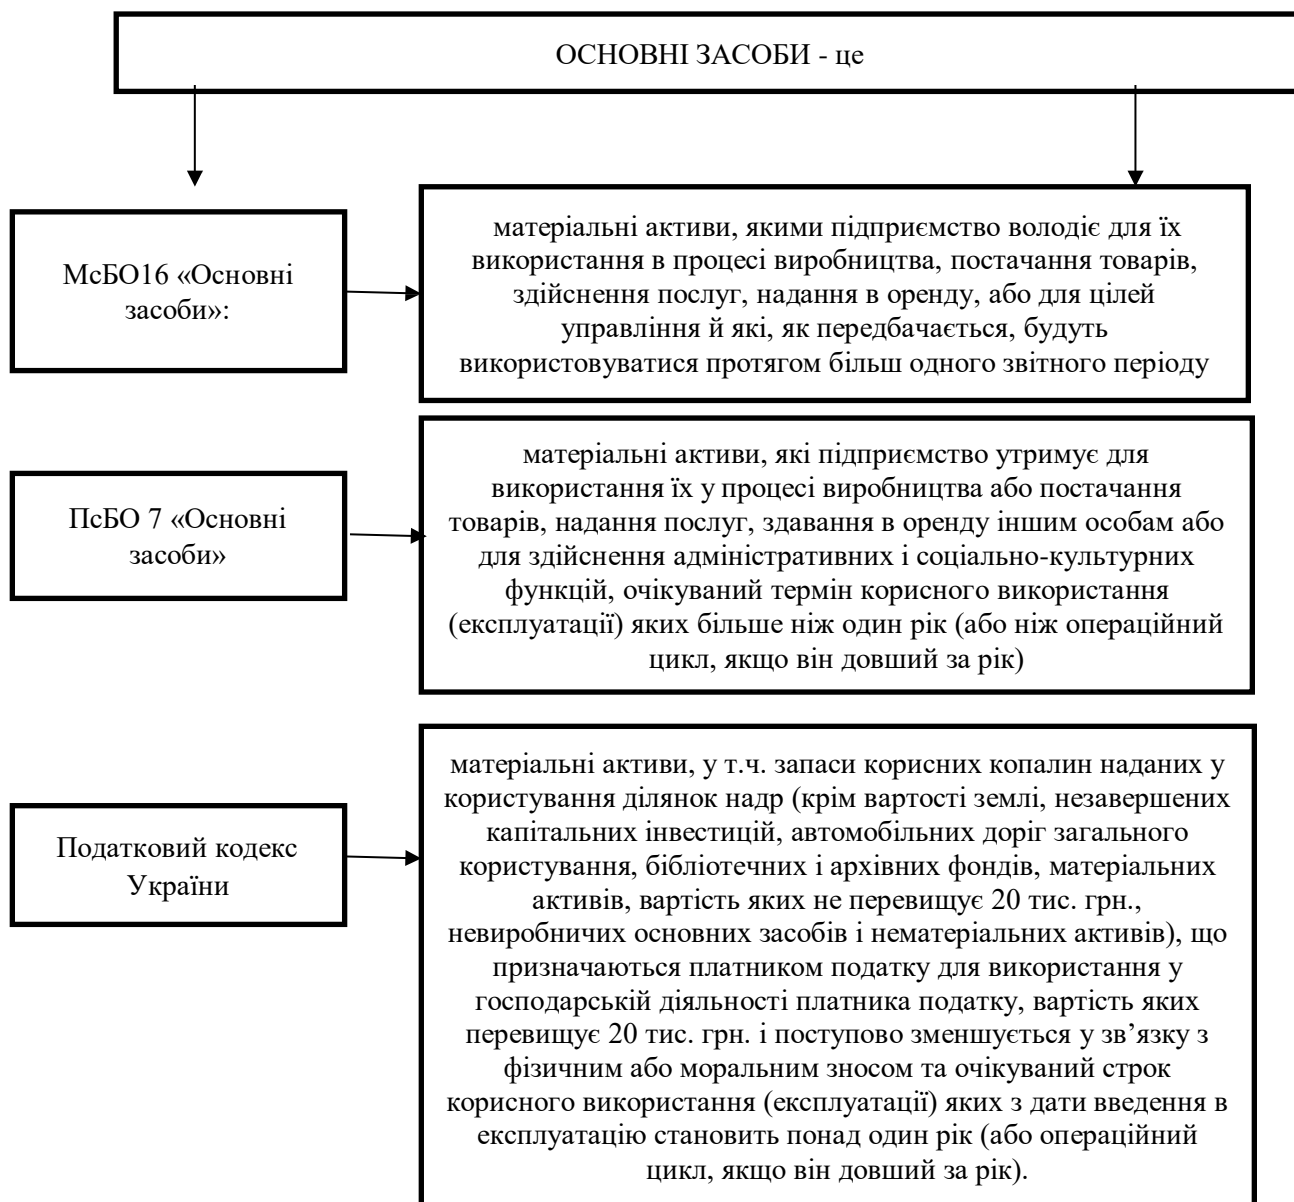 ОСНОВНІ ЗАСОБИ - це
МсБО16 «Основні
засоби»:
матеріальні активи, якими підприємство володіє для їх
використання в процесі виробництва, постачання товарів,
здійснення послуг, надання в оренду, або для цілей
управління й які, як передбачається, будуть
використовуватися протягом більш одного звітного періоду
ПсБО 7 «Основні
засоби»
матеріальні активи, які підприємство утримує для
використання їх у процесі виробництва або постачання
товарів, надання послуг, здавання в оренду іншим особам або
для здійснення адміністративних і соціально-культурних
функцій, очікуваний термін корисного використання
(експлуатації) яких більше ніж один рік (або ніж операційний
цикл, якщо він довший за рік)
Податковий кодекс
України
матеріальні активи, у т.ч. запаси корисних копалин наданих у
користування ділянок надр (крім вартості землі, незавершених
капітальних інвестицій, автомобільних доріг загального
користування, бібліотечних і архівних фондів, матеріальних
активів, вартість яких не перевищує 20 тис. грн.,
невиробничих основних засобів і нематеріальних активів), що
призначаються платником податку для використання у
господарській діяльності платника податку, вартість яких
перевищує 20 тис. грн. і поступово зменшується у зв’язку з
фізичним або моральним зносом та очікуваний строк
корисного використання (експлуатації) яких з дати введення в
експлуатацію становить понад один рік (або операційний
цикл, якщо він довший за рік).